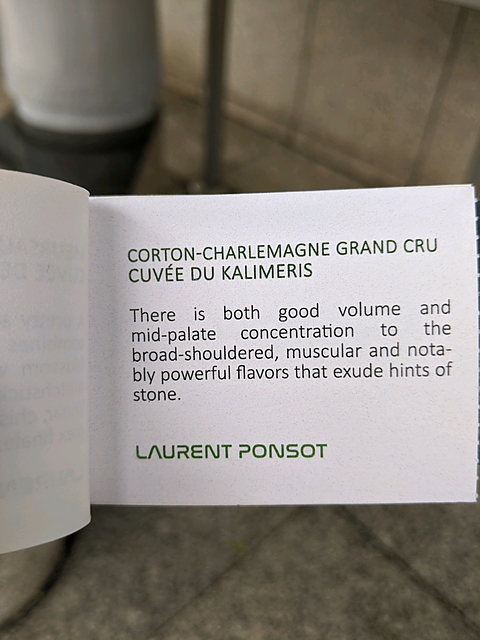 CORTON-CHARLEMAGNE GRAND CRU
CUVÉE DU KALIMERIS
There is both good volume and
mid-palate concentration to the
broad-shouldered, muscular and nota-
bly powerful flavors that exude hints of
stone.
LAURENT PONSOT